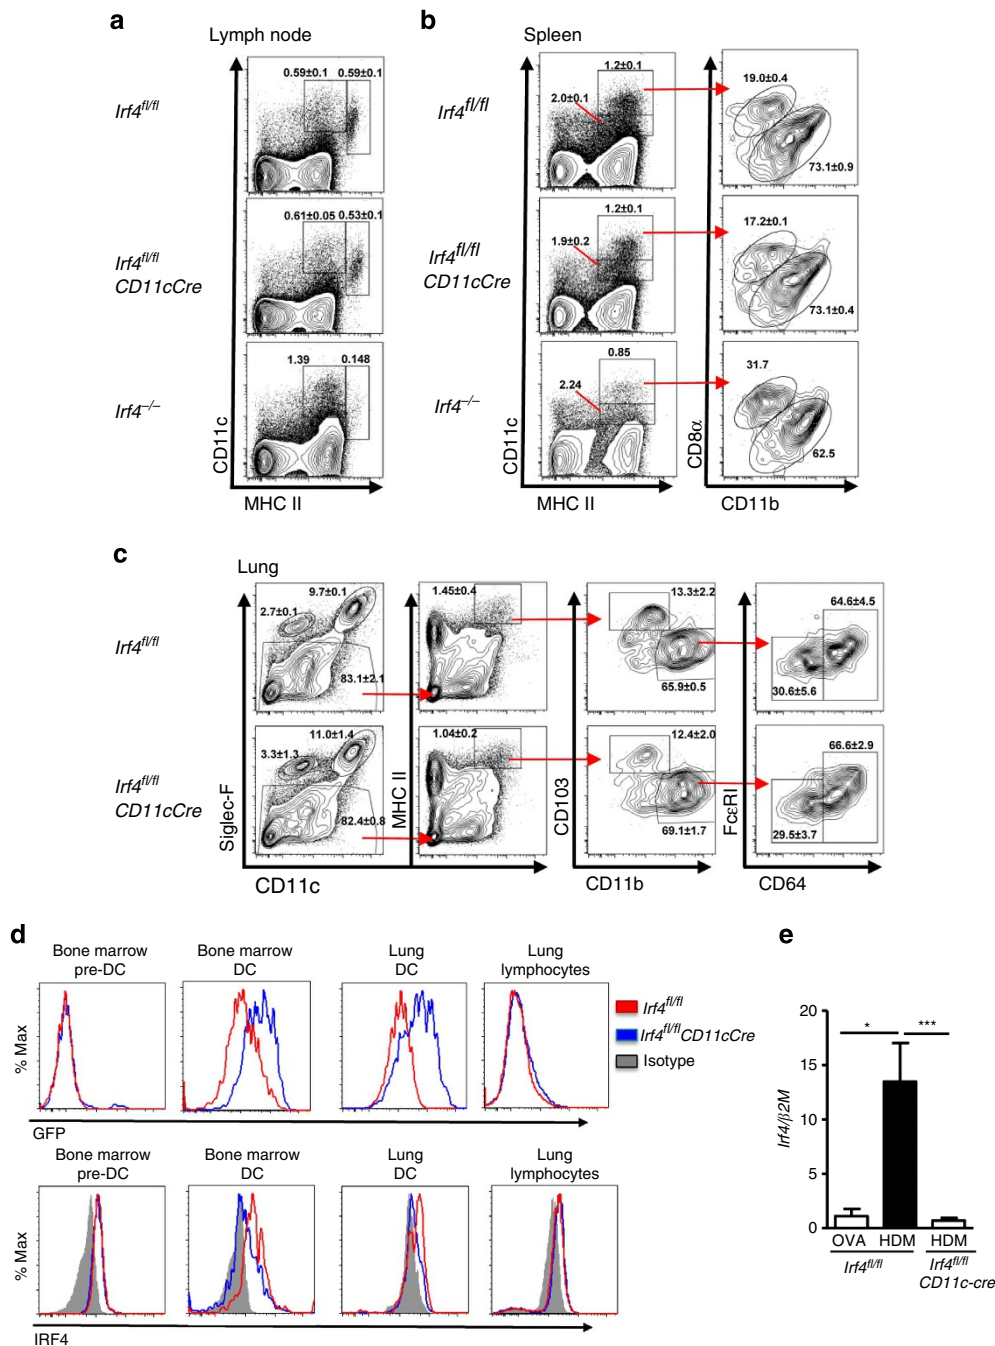 a
Lymph node
Irf4fl/fl
0.59±0.1 0.59±0.1
Irf4fl/fl
CD11cCre
0.61±0.05 0.53±0.1
Irf4–/–
1.39 0.148
CD11c
MHC II
b
Spleen
Irf4fl/fl
1.2±0.1
2.0±0.1
19.0±0.4
73.1±0.9
Irf4fl/fl
CD11cCre
1.2±0.1
1.9±0.2
17.2±0.1
73.1±0.4
Irf4–/–
0.85
2.24
31.7
62.5
CD11c
MHC II
CD8α
CD11b
c
Lung
Irf4fl/fl
9.7±0.1
2.7±0.1
83.1±2.1
1.45±0.4
13.3±2.2
65.9±0.5
64.6±4.5
30.6±5.6
Irf4fl/fl
CD11cCre
11.0±1.4
3.3±1.3
82.4±0.8
1.04±0.2
12.4±2.0
69.1±1.7
66.6±2.9
29.5±3.7
Siglec-F
CD11c
MHC II
CD103
CD11b
FcεRI
CD64
d
Bone marrow
pre-DC
Bone marrow
DC
Lung
DC
Lung
lymphocytes
% Max
GFP
Irf4fl/fl
Irf4fl/flCD11cCre
Isotype
Bone marrow
pre-DC
Bone marrow
DC
Lung
DC
Lung
lymphocytes
% Max
IRF4
e
Irf4/β2M
20
15
10
5
0
* ***
OVA HDM HDM
Irf4fl/fl
Irf4fl/fl
CD11c-cre